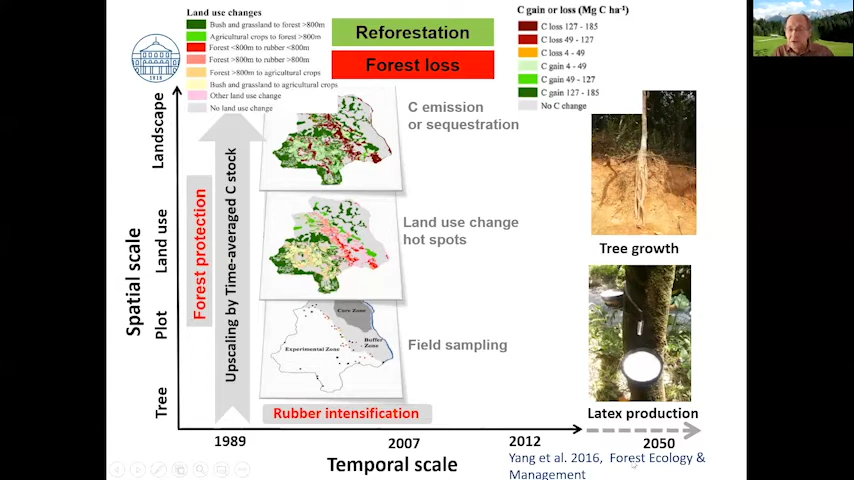 Land use changes
Bush and grassland to forest >800m
Agricultural crops to forest >800m
Forest <800m to rubber <800m
Forest >800m to rubber >800m
Forest >800m to agricultural crops
Bush and grassland to agricultural crops
Other land use change
No land use change
Reforestation
Forest loss
C gain or loss (Mg C ha⁻¹)
C loss 127 - 185
C loss 49 - 127
C loss 4 - 49
C gain 4 - 49
C gain 49 - 127
C gain 127 - 185
No C change
1818
Spatial scale
Landscape
Land use
Plot
Tree
Forest protection
Upscaling by Time-averaged C stock
C emission
or sequestration
Land use change
hot spots
Core Zone
Buffer
Zone
Experimental Zone
Field sampling
Rubber intensification
Tree growth
Latex production
1989
2007
2012
2050
Temporal scale
Yang et al. 2016, Forest Ecology &
Management